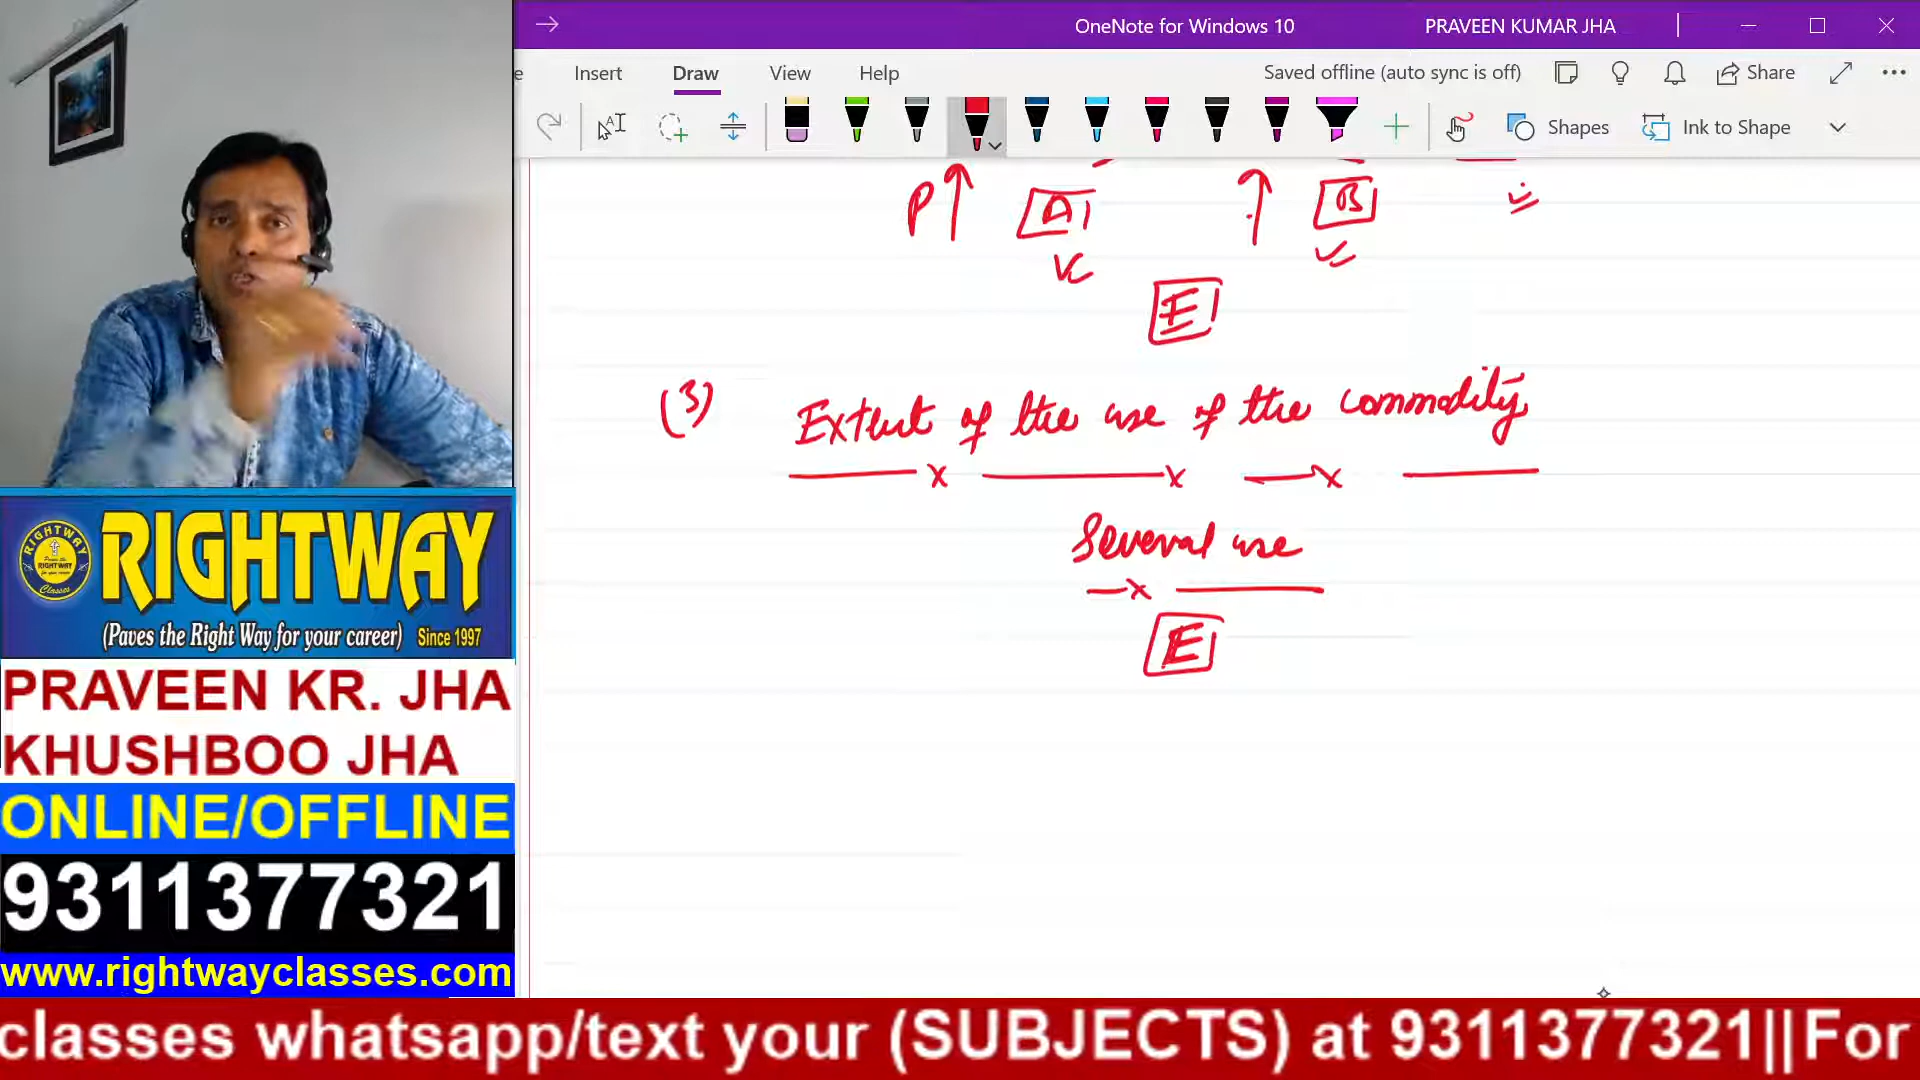 OneNote for Windows 10
PRAVEEN KUMAR JHA
Insert
Draw
View
Help
Saved offline (auto sync is off)
Share
Shapes
Ink to Shape
P
A
B
E
(3) Extent of the use of the commodity
Several use
E
RIGHTWAY
RIGHTWAY
Classes
(Paves the Right Way for your career) Since 1997
PRAVEEN KR. JHA
KHUSHBOO JHA
ONLINE/OFFLINE
9311377321
www.rightwayclasses.com
classes whatsapp/text your (SUBJECTS) at 9311377321||For